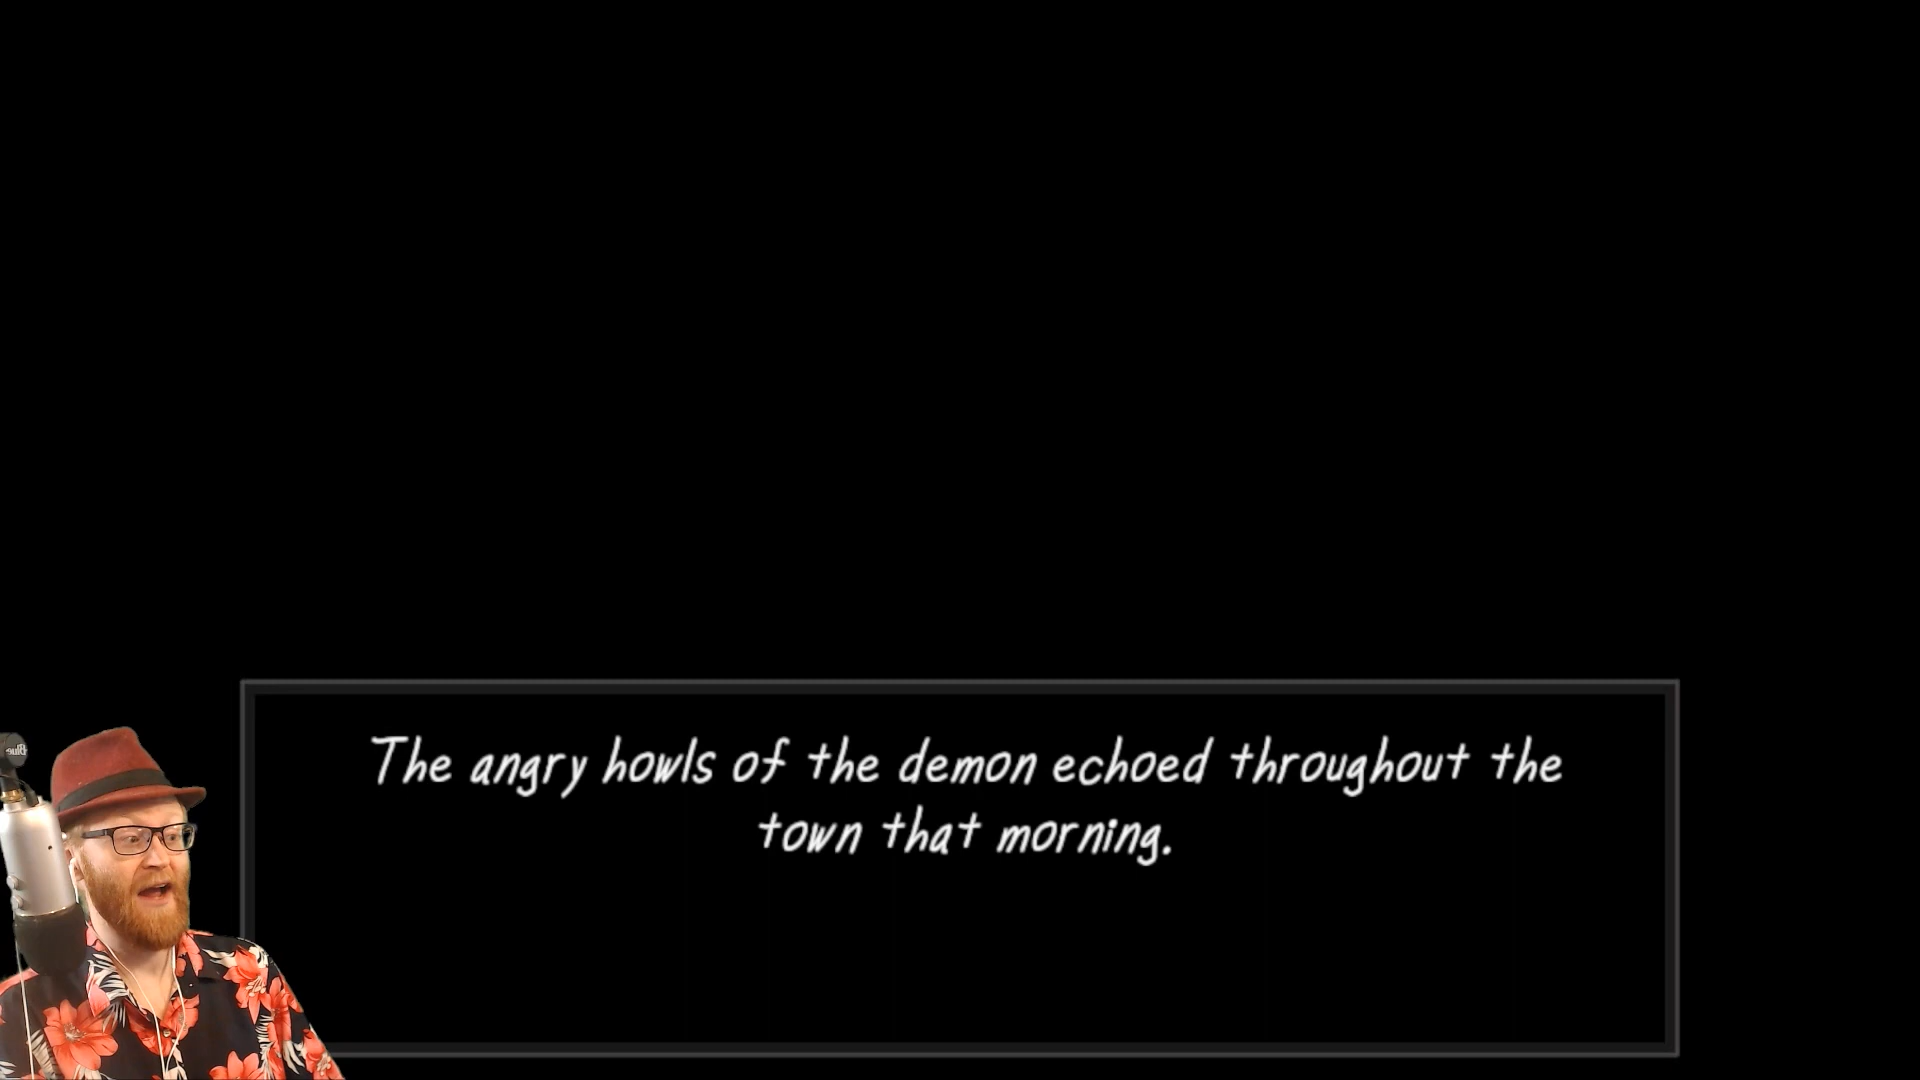 The angry howls of the demon echoed throughout the
town that morning.